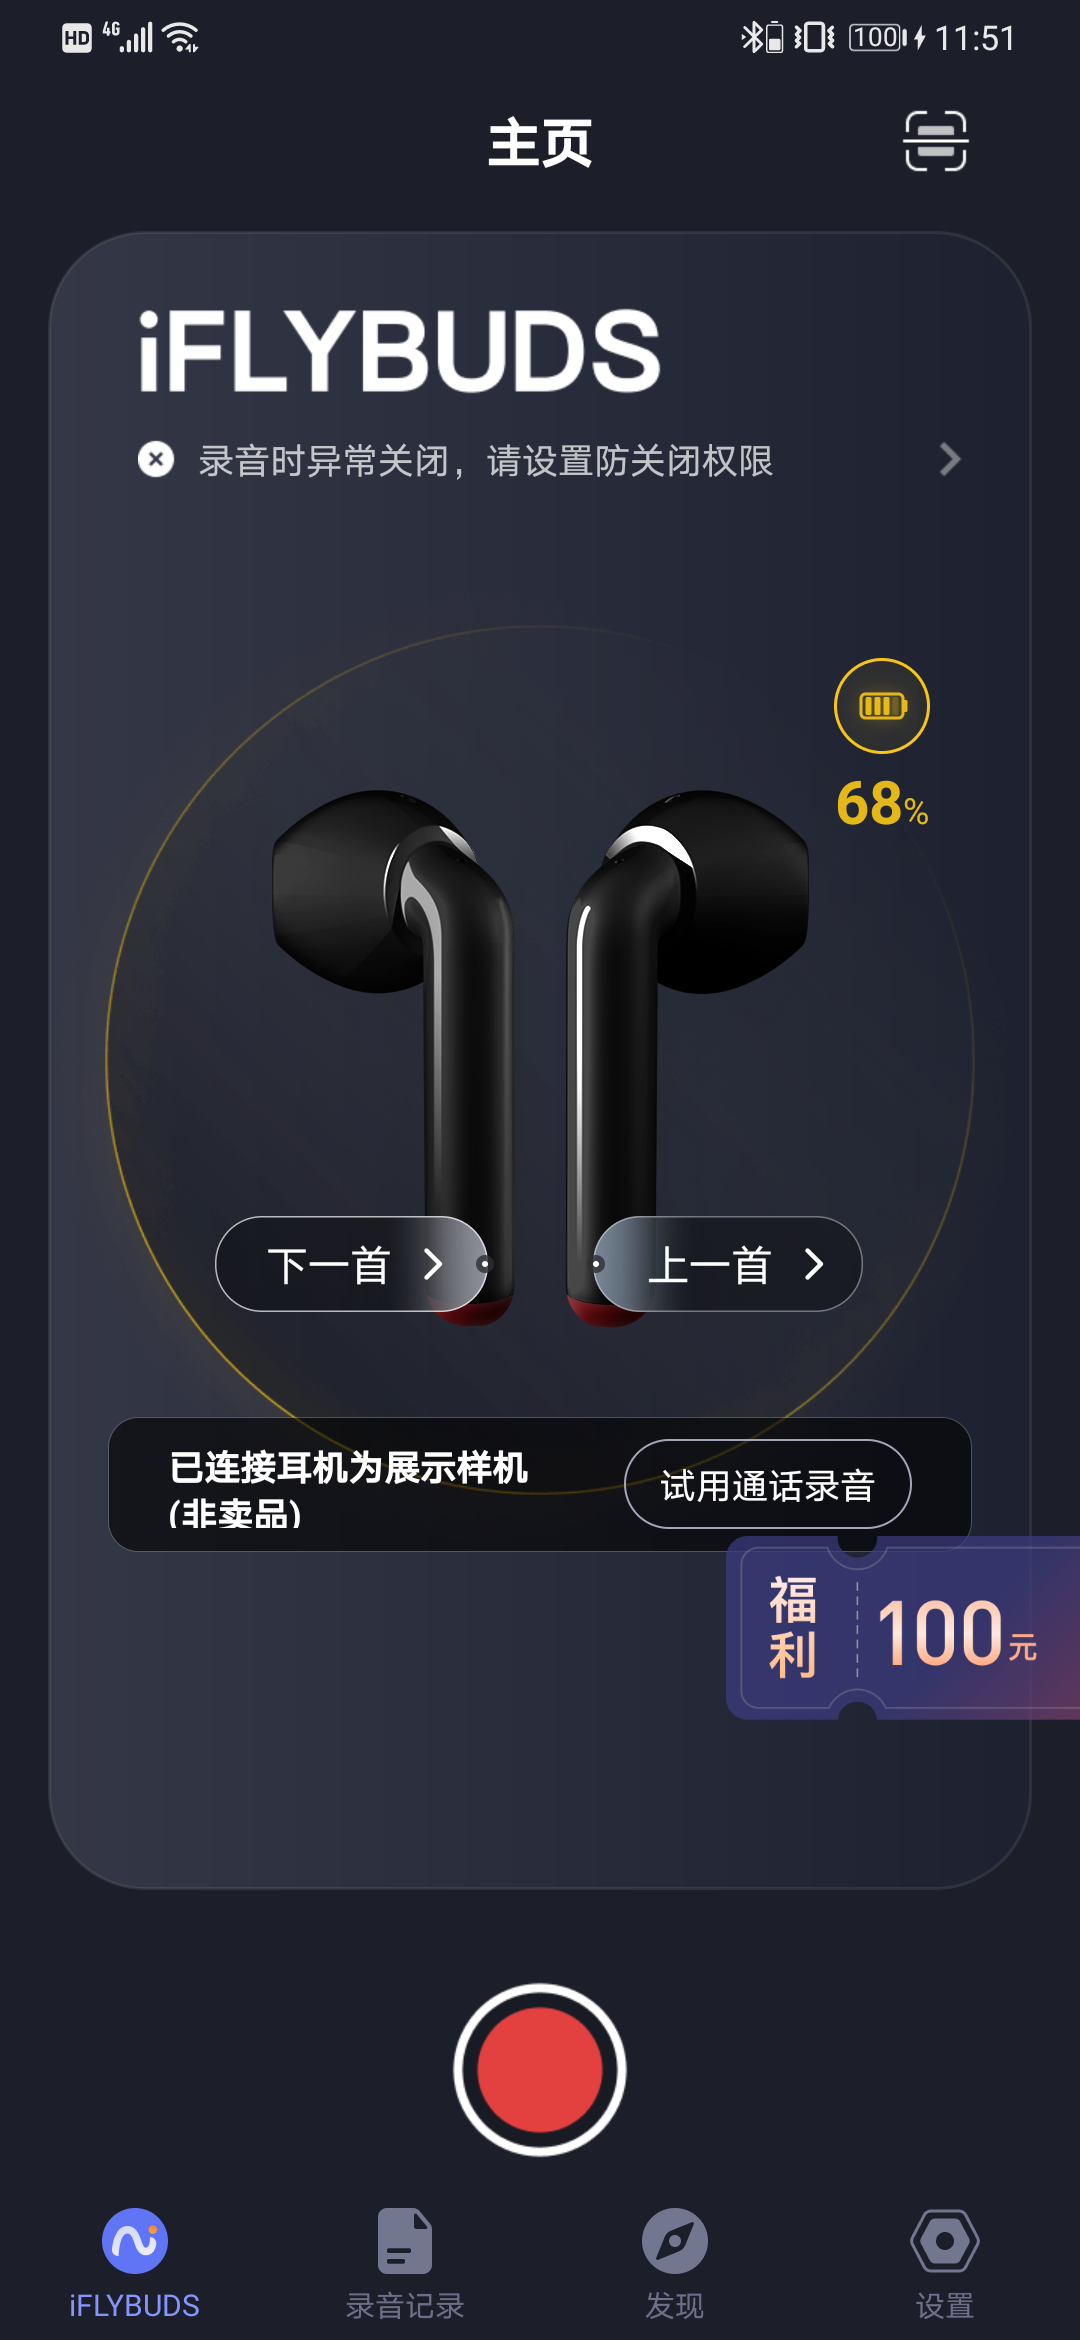 HD 4G 100 11:51
主页
iFLYBUDS
录音时异常关闭，请设置防关闭权限
68%
下一首
上一首
已连接耳机为展示样机
(非卖品)
试用通话录音
福利
100元
iFLYBUDS
录音记录
发现
设置